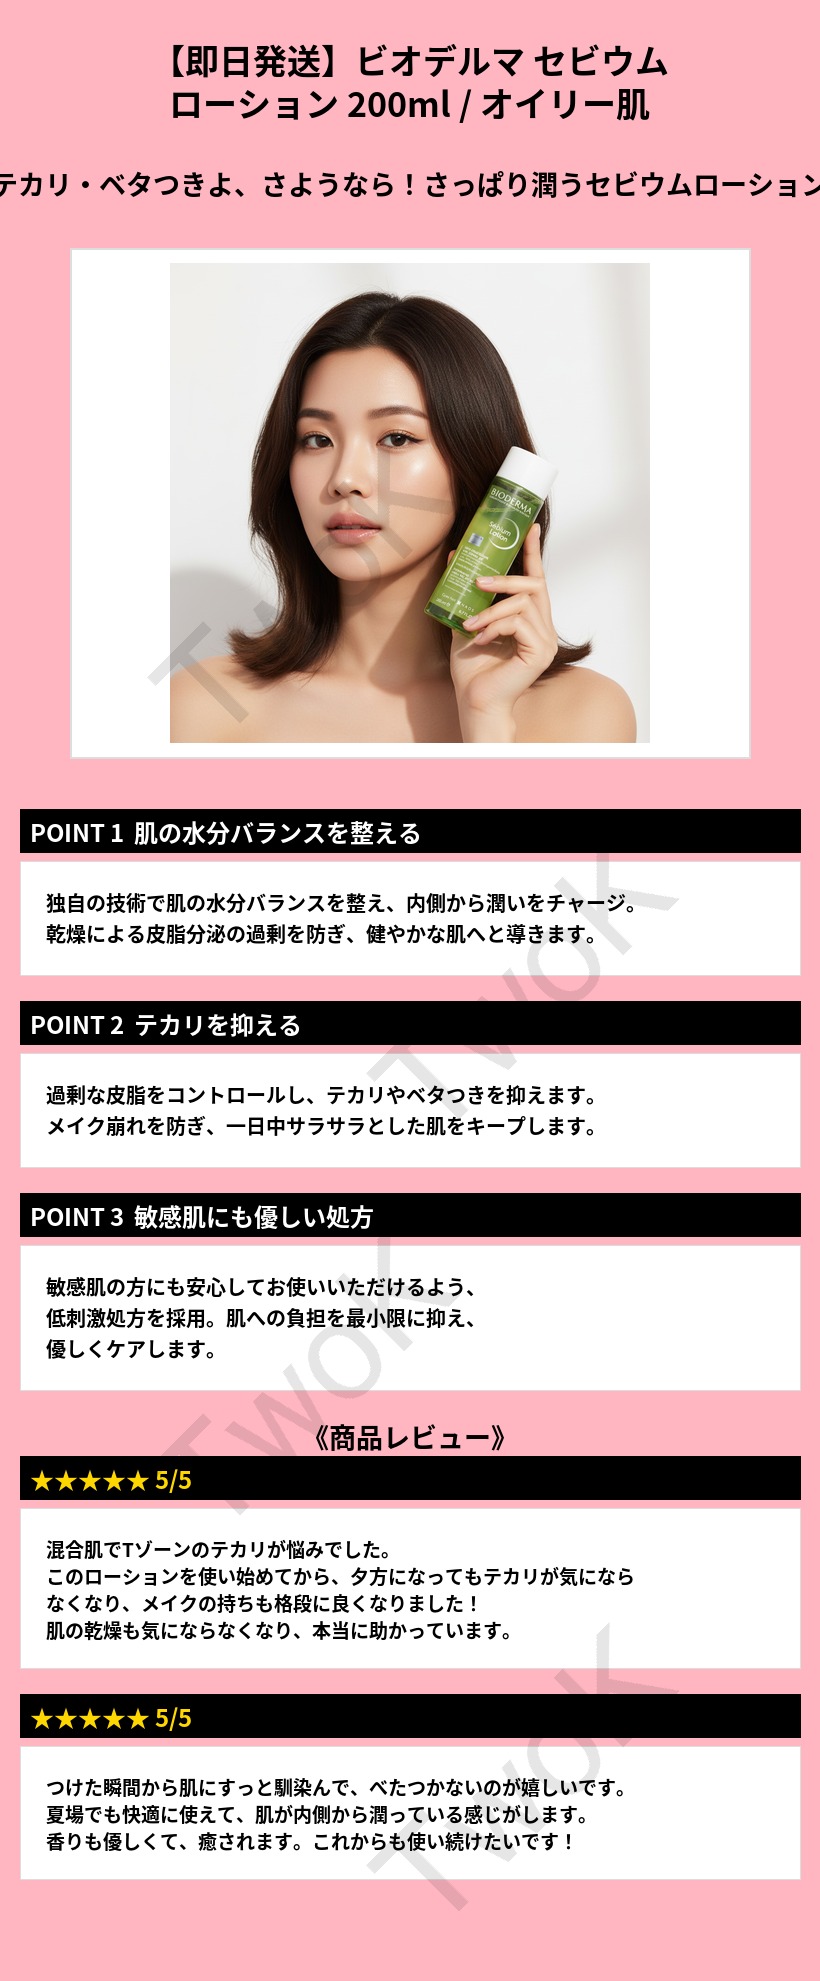 【即日発送】ビオデルマ セビウム
ローション 200ml / オイリー肌
テカリ・ベタつきよ、さようなら！さっぱり潤うセビウムローション
BIODERMA
Sébium
Lotion
TwoK
POINT 1 肌の水分バランスを整える
独自の技術で肌の水分バランスを整え、内側から潤いをチャージ。
乾燥による皮脂分泌の過剰を防ぎ、健やかな肌へと導きます。
TwoK
POINT 2 テカリを抑える
過剰な皮脂をコントロールし、テカリやベタつきを抑えます。
メイク崩れを防ぎ、一日中サラサラとした肌をキープします。
POINT 3 敏感肌にも優しい処方
敏感肌の方にも安心してお使いいただけるよう、
低刺激処方を採用。肌への負担を最小限に抑え、
優しくケアします。
TwoK
《商品レビュー》
★★★★★ 5/5
混合肌でTゾーンのテカリが悩みでした。
このローションを使い始めてから、夕方になってもテカリが気になら
なくなり、メイクの持ちも格段に良くなりました！
肌の乾燥も気にならなくなり、本当に助かっています。
★★★★★ 5/5
つけた瞬間から肌にすっと馴染んで、べたつかないのが嬉しいです。
夏場でも快適に使えて、肌が内側から潤っている感じがします。
香りも優しくて、癒されます。これからも使い続けたいです！
TwoK